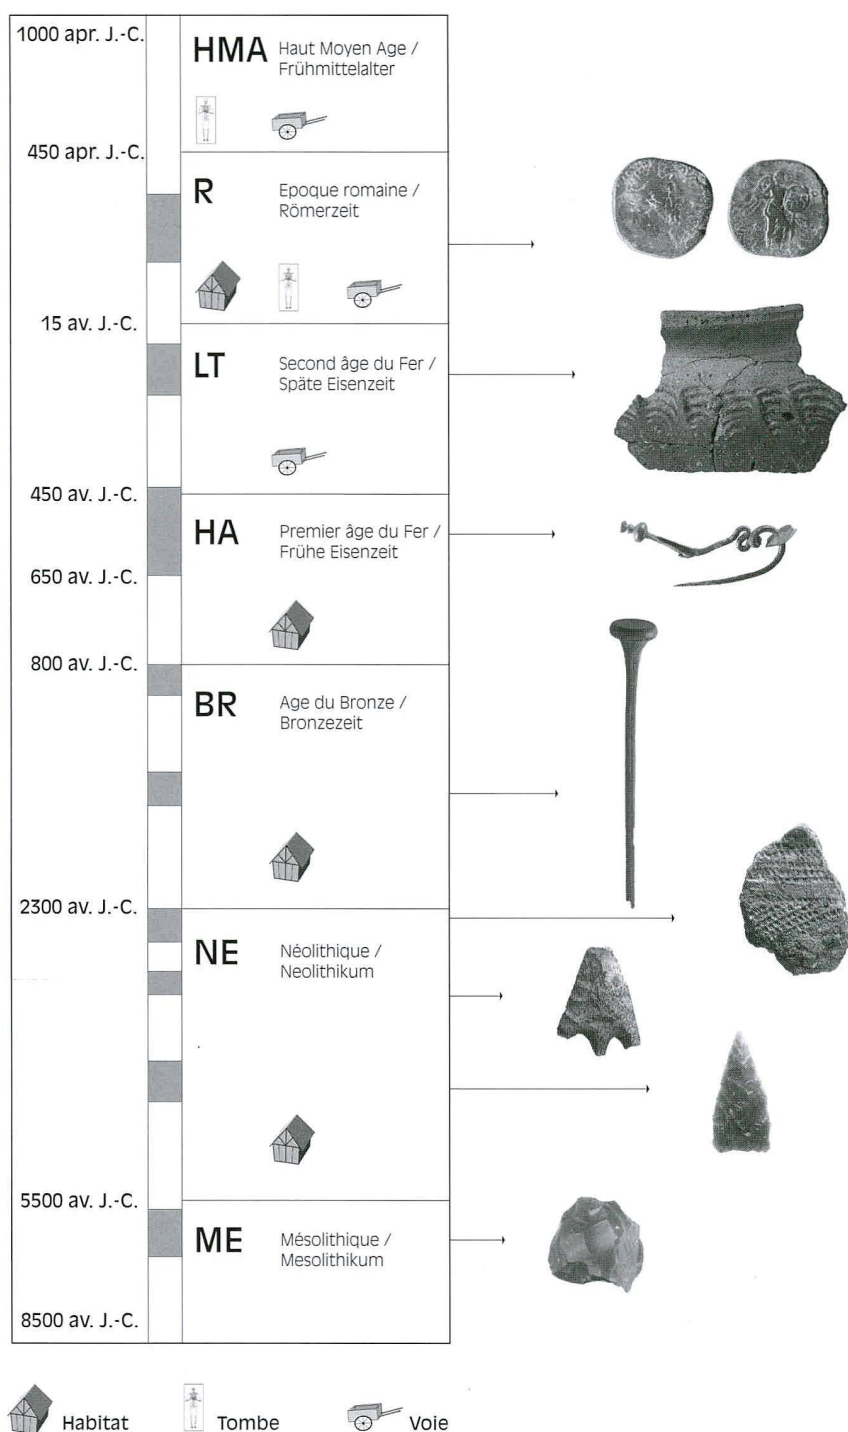 1000 apr. J.-C.
HMA Haut Moyen Age /
Frühmittelalter
450 apr. J.-C.
R Epoque romaine /
Römerzeit
15 av. J.-C.
LT Second âge du Fer /
Späte Eisenzeit
450 av. J.-C.
HA Premier âge du Fer /
Frühe Eisenzeit
650 av. J.-C.
800 av. J.-C.
BR Age du Bronze /
Bronzezeit
2300 av. J.-C.
NE Néolithique /
Neolithikum
5500 av. J.-C.
ME Mésolithique /
Mesolithikum
8500 av. J.-C.
Habitat Tombe Voie